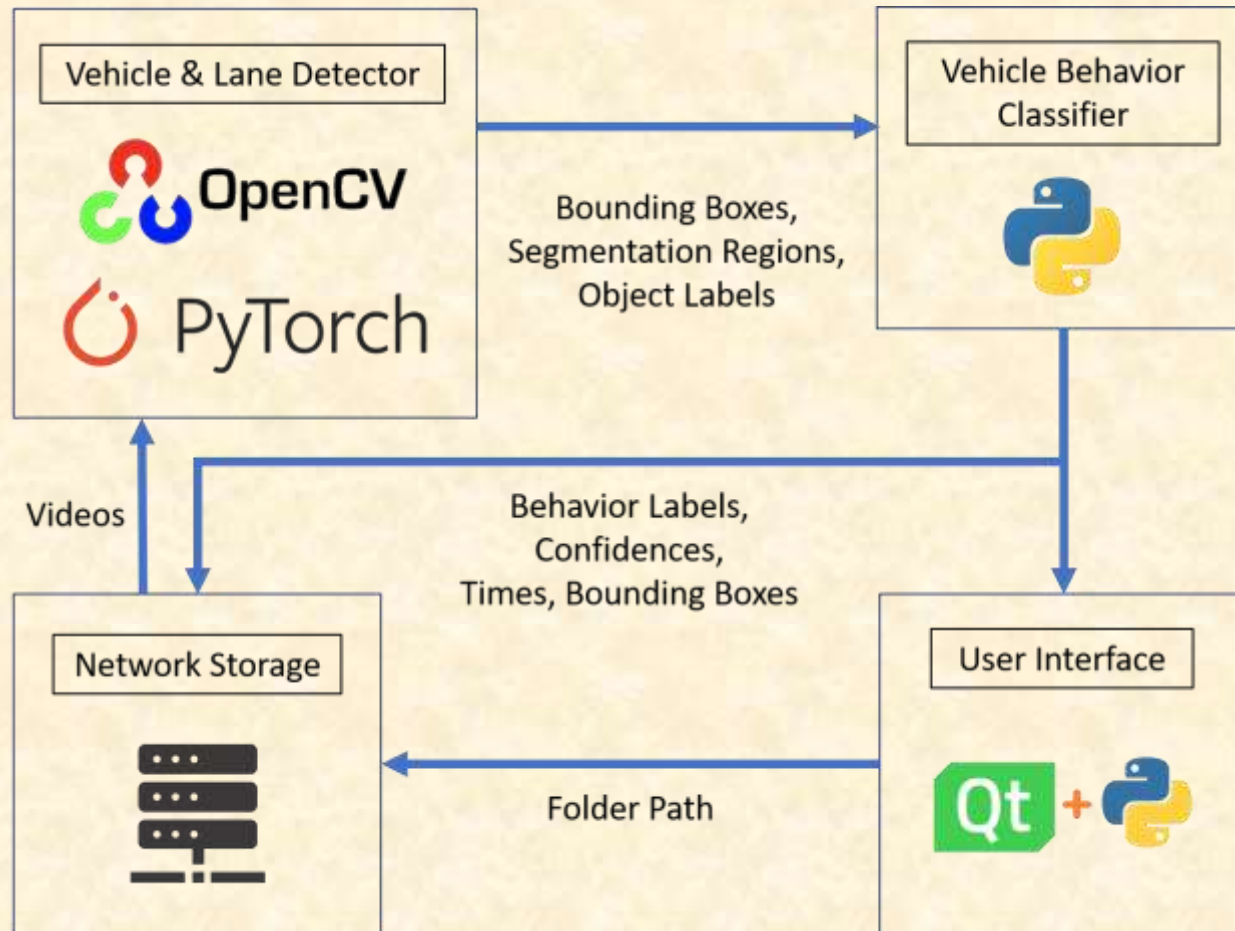 Vehicle & Lane Detector
OpenCV
PyTorch
Bounding Boxes,
Segmentation Regions,
Object Labels
Vehicle Behavior
Classifier
Videos
Behavior Labels,
Confidences,
Times, Bounding Boxes
Network Storage
Folder Path
User Interface
Qt
+